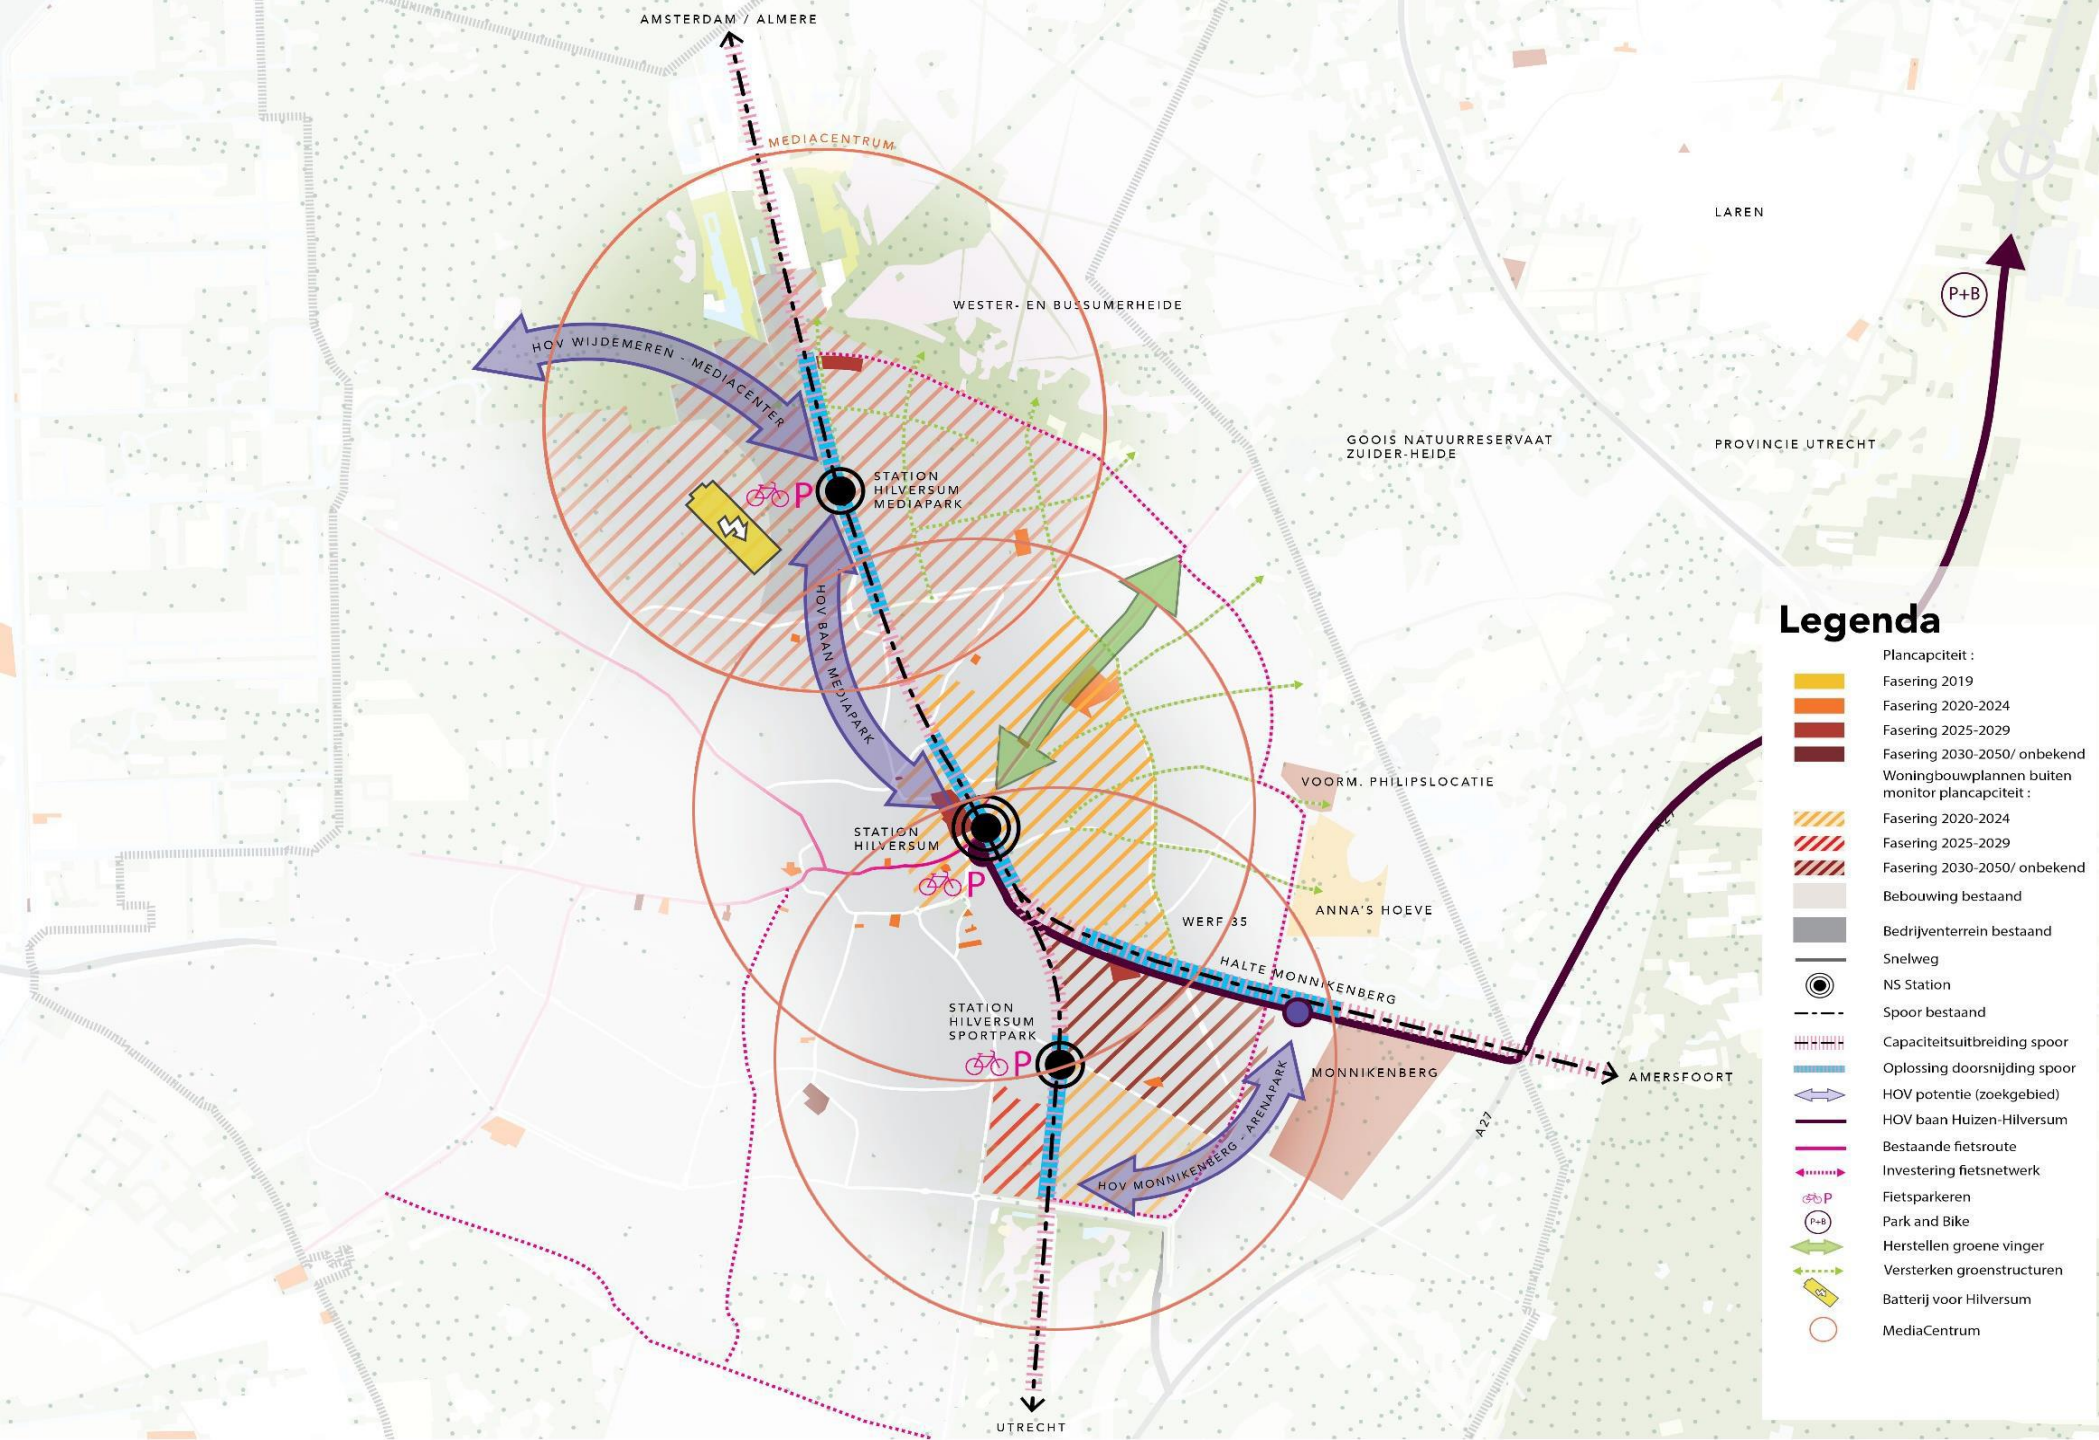 AMSTERDAM / ALMERE
MEDIACENTRUM
LAREN
P+B
WESTER- EN BUSSUMERHEIDE
HOV WIJDEMEREN - MEDIACENTER
GOOIS NATUURRESERVAAT
ZUIDER-HEIDE
PROVINCIE UTRECHT
P
STATION
HILVERSUM
MEDIAPARK
HOV BAAN MEDIAPARK
VOORM. PHILIPSLOCATIE
STATION
HILVERSUM
P
A27
ANNA'S HOEVE
WERF 35
HALTE MONNIKENBERG
STATION
HILVERSUM
SPORTPARK
P
MONNIKENBERG
AMERSFOORT
HOV MONNIKENBERG - ARENAPARK
A27
UTRECHT
Legenda
Plancapciteit :
Fasering 2019
Fasering 2020-2024
Fasering 2025-2029
Fasering 2030-2050/ onbekend
Woningbouwplannen buiten
monitor plancapciteit :
Fasering 2020-2024
Fasering 2025-2029
Fasering 2030-2050/ onbekend
Bebouwing bestaand
Bedrijventerrein bestaand
Snelweg
NS Station
Spoor bestaand
Capaciteitsuitbreiding spoor
Oplossing doorsnijding spoor
HOV potentie (zoekgebied)
HOV baan Huizen-Hilversum
Bestaande fietsroute
Investering fietsnetwerk
P Fietsparkeren
P+B Park and Bike
Herstellen groene vinger
Versterken groenstructuren
Batterij voor Hilversum
MediaCentrum